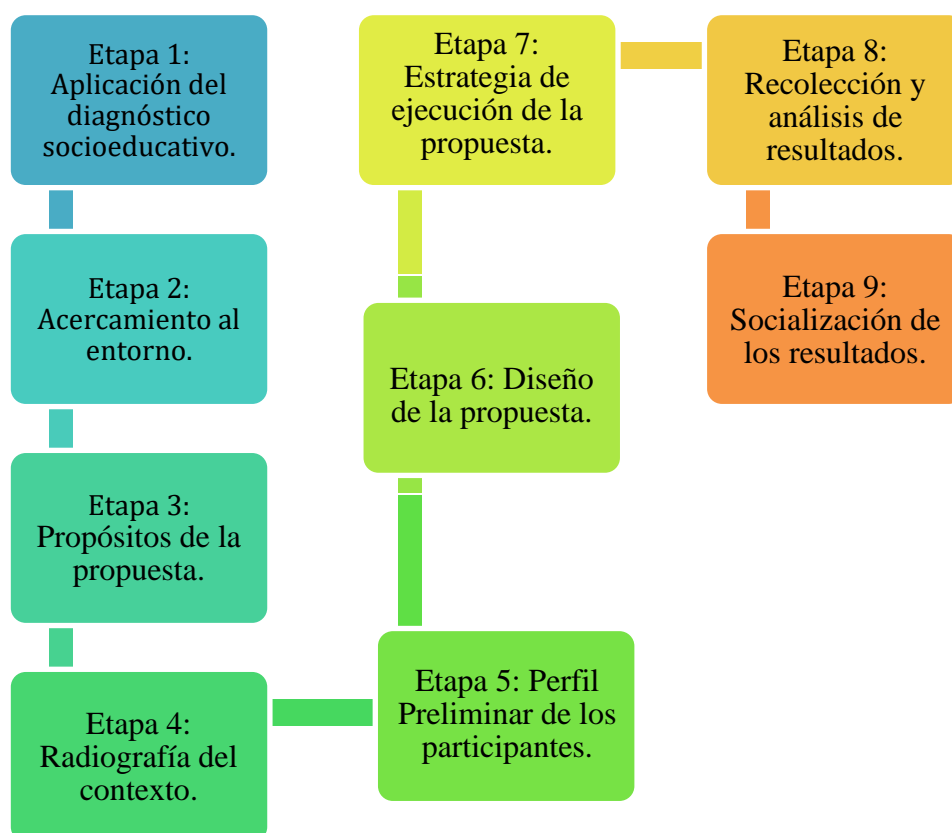 Etapa 1:
Aplicación del
diagnóstico
socioeducativo.
Etapa 2:
Acercamiento al
entorno.
Etapa 3:
Propósitos de la
propuesta.
Etapa 4:
Radiografía del
contexto.
Etapa 5: Perfil
Preliminar de los
participantes.
Etapa 6: Diseño
de la propuesta.
Etapa 7:
Estrategia de
ejecución de la
propuesta.
Etapa 8:
Recolección y
análisis de
resultados.
Etapa 9:
Socialización de
los resultados.